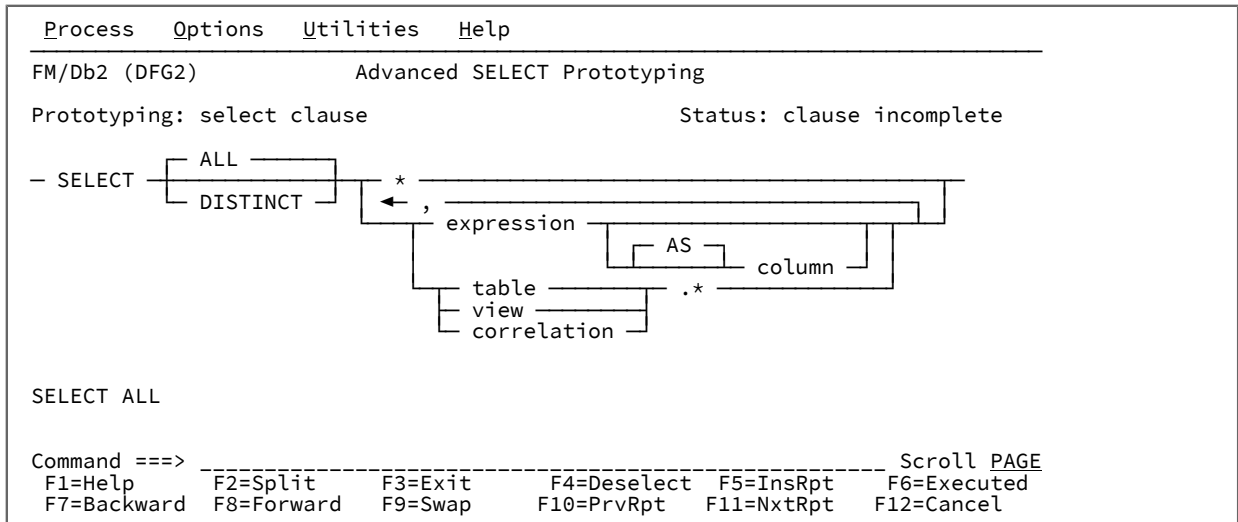 Process Options Utilities Help
FM/Db2 (DFG2) Advanced SELECT Prototyping
Prototyping: select clause Status: clause incomplete
ALL
SELECT *
DISTINCT ,
expression
AS
column
table .*
view
correlation
SELECT ALL
Command ===> _____________________________________________________ Scroll PAGE
F1=Help F2=Split F3=Exit F4=Deselect F5=InsRpt F6=Executed
F7=Backward F8=Forward F9=Swap F10=PrvRpt F11=NxtRpt F12=Cancel